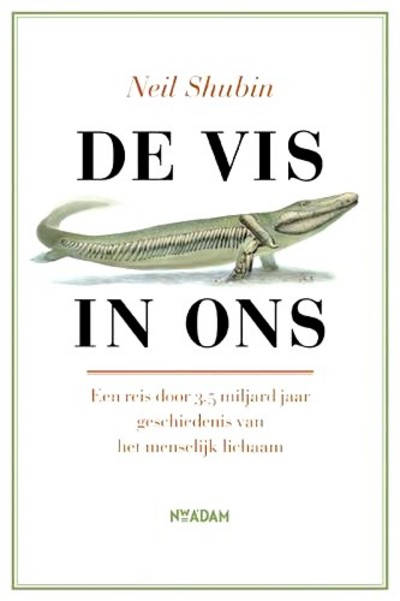 Neil Shubin
DE VIS
IN ONS
Een reis door 3.5 miljard jaar
geschiedenis van
het menselijk lichaam
NWADAM